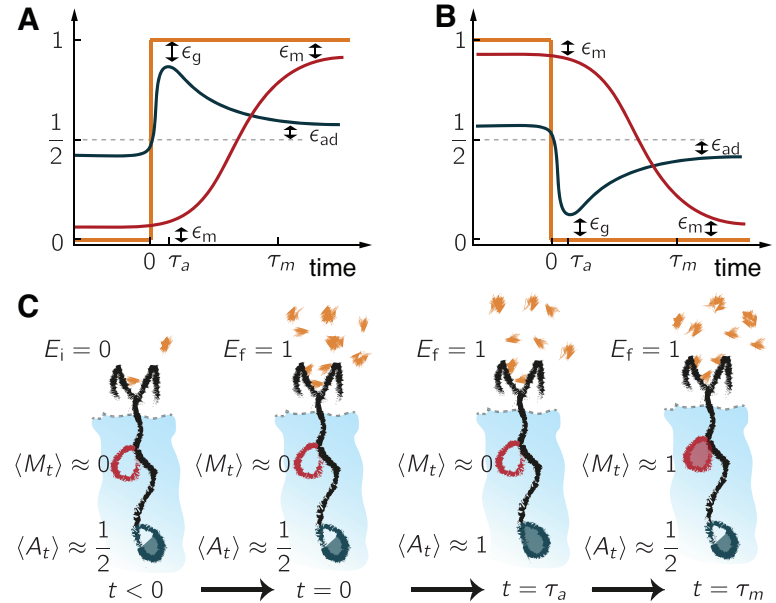 A
1
ϵg
ϵm
1/2
ϵad
ϵm
0
0 τa τm time
B
1
ϵm
1/2
ϵad
ϵg
ϵm
0
0 τa τm time
C
Ei = 0 Ef = 1 Ef = 1 Ef = 1
⟨Mt⟩ ≈ 0 ⟨Mt⟩ ≈ 0 ⟨Mt⟩ ≈ 0 ⟨Mt⟩ ≈ 1
⟨At⟩ ≈ 1/2 ⟨At⟩ ≈ 1/2 ⟨At⟩ ≈ 1 ⟨At⟩ ≈ 1/2
t < 0 t = 0 t = τa t = τm